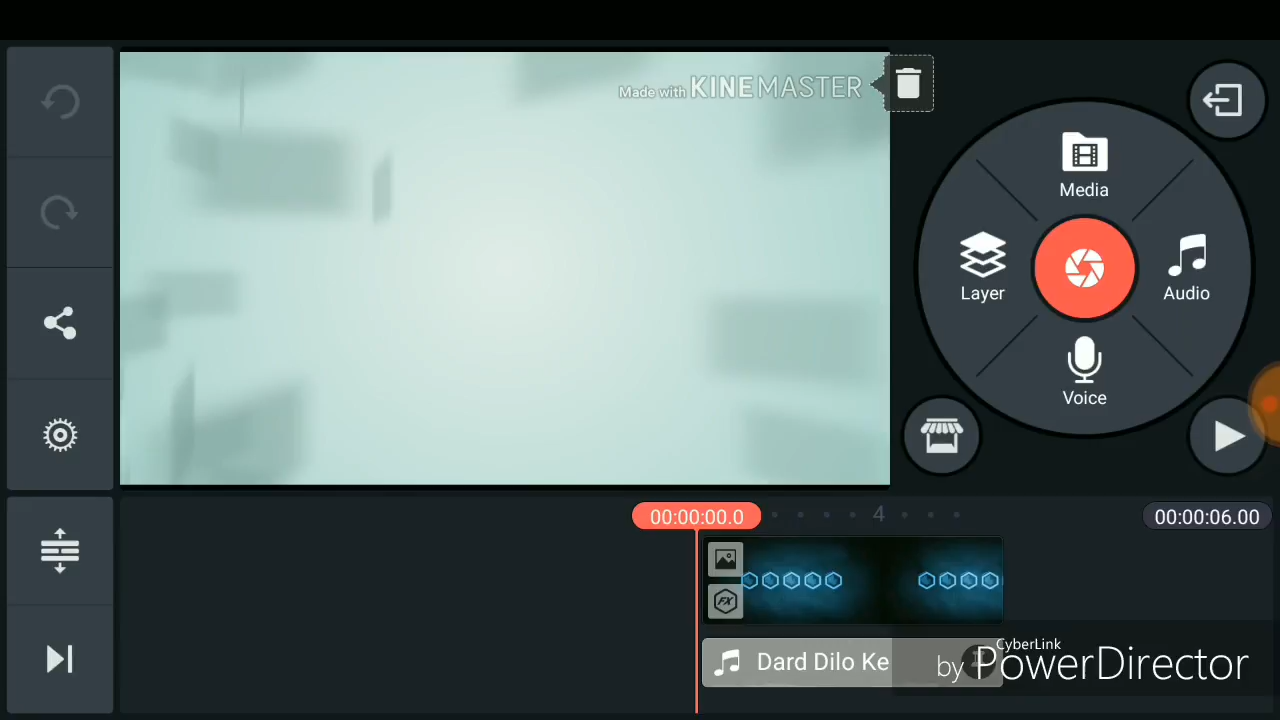 Made with KINEMASTER
Media
Layer
Audio
Voice
00:00:00.0
4
00:00:06.00
FX
Dard Dilo Ke
CyberLink
by PowerDirector